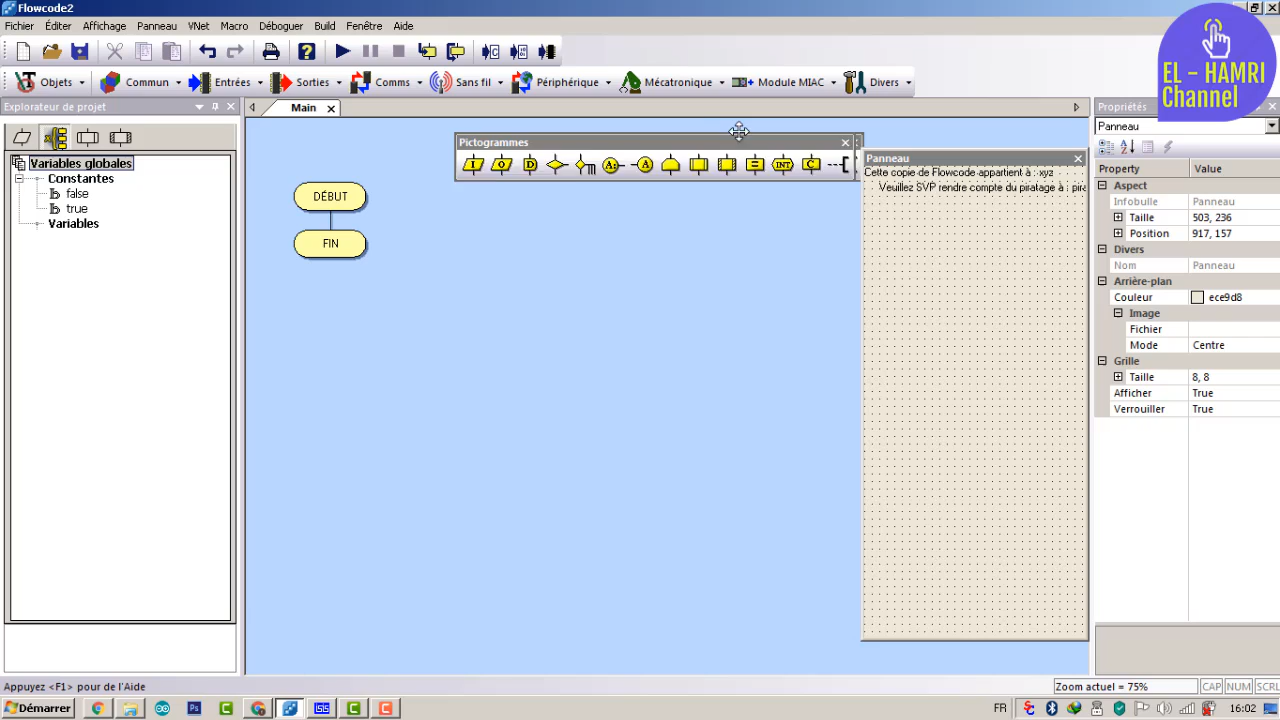 Flowcode2
Fichier Éditer Affichage Panneau VNet Macro Déboguer Build Fenêtre Aide
Objets Commun Entrées Sorties Comms Sans fil Périphérique Mécatronique Module MIAC Divers
EL – HAMRI
Channel
Explorateur de projet
Main
Propriétés
Panneau
Variables globales
Constantes
false
true
Variables
Pictogrammes
DÉBUT
FIN
Panneau
Cette copie de Flowcode appartient à : xyz
Veuillez SVP rendre compte du piratage à : pira
Property Value
Aspect
Infobulle Panneau
Taille 503, 236
Position 917, 157
Divers
Nom Panneau
Arrière-plan
Couleur ece9d8
Image
Fichier
Mode Centre
Grille
Taille 8, 8
Afficher True
Verrouiller True
Appuyez <F1> pour de l'Aide
Zoom actuel = 75%
CAP NUM SCRL
Démarrer
FR
16:02